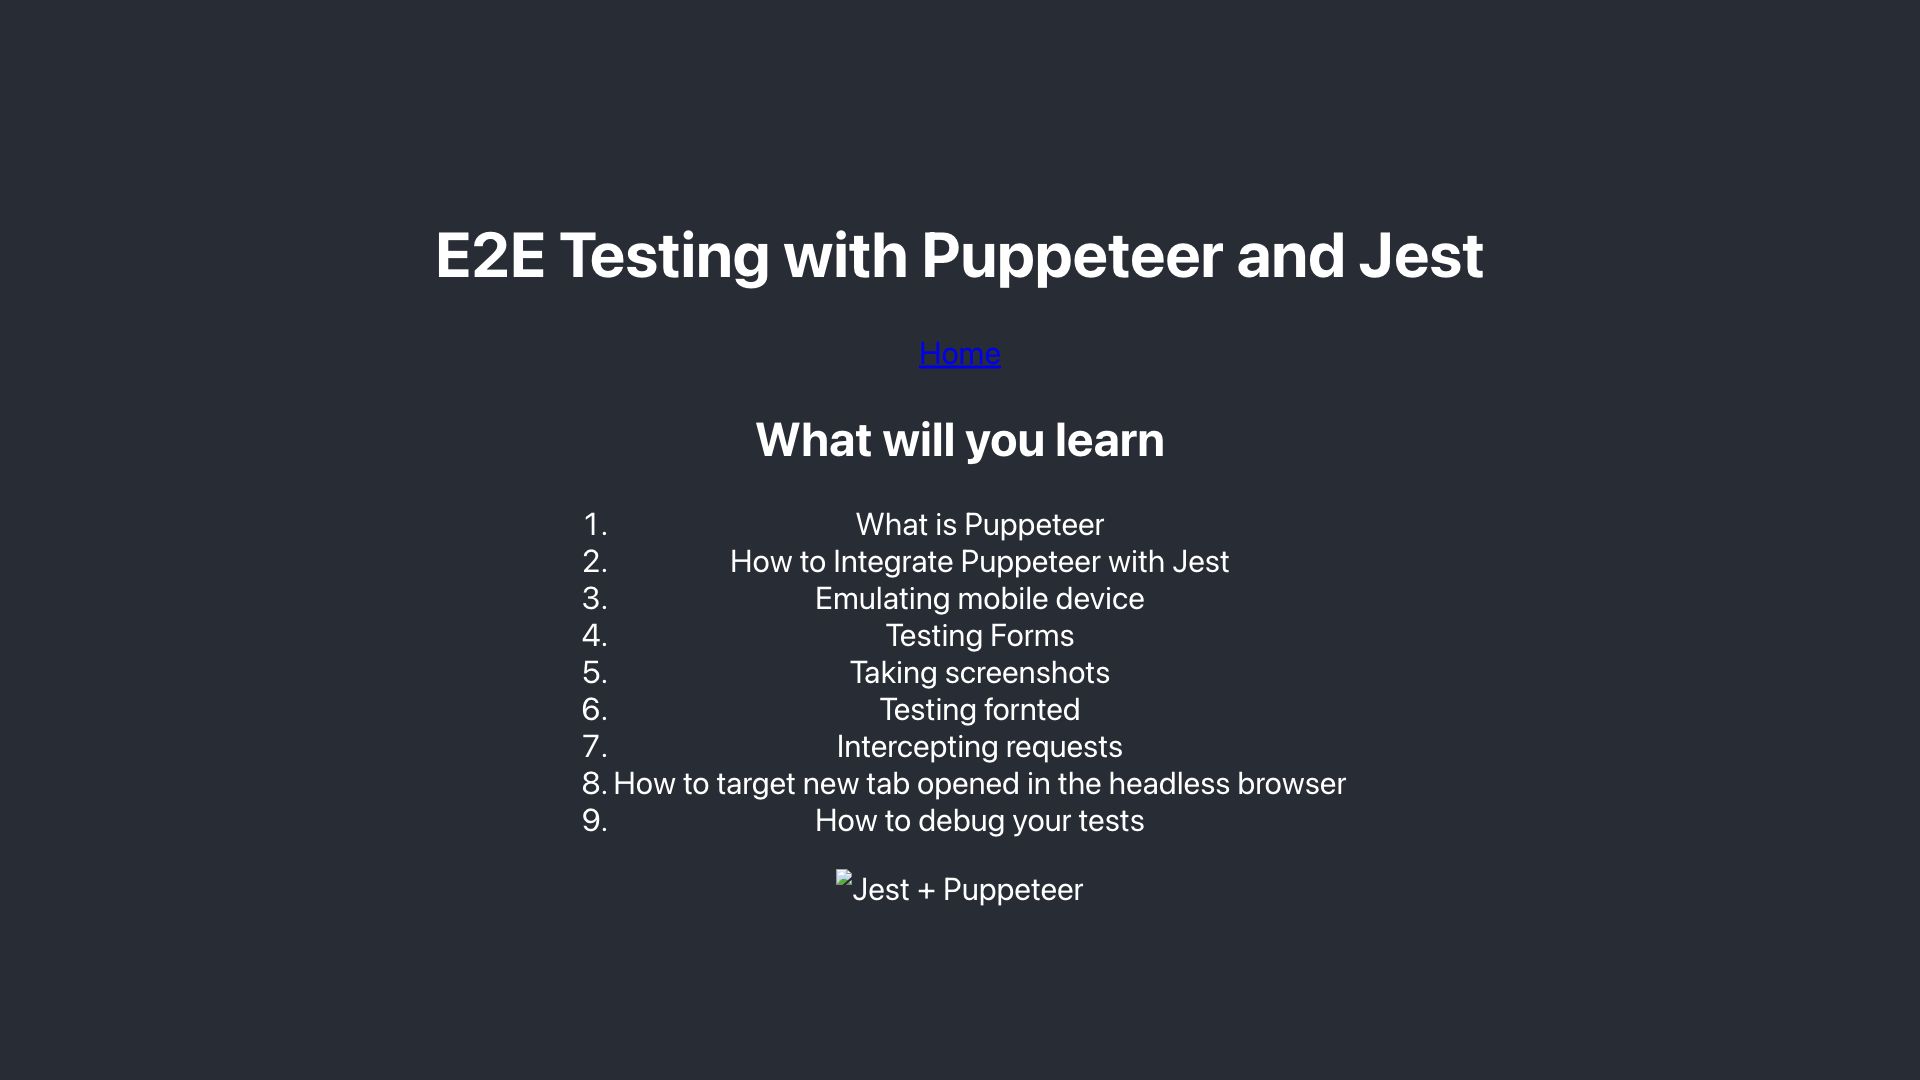 E2E Testing with Puppeteer and Jest
Home
What will you learn
1. What is Puppeteer
2. How to Integrate Puppeteer with Jest
3. Emulating mobile device
4. Testing Forms
5. Taking screenshots
6. Testing fornted
7. Intercepting requests
8. How to target new tab opened in the headless browser
9. How to debug your tests
Jest + Puppeteer